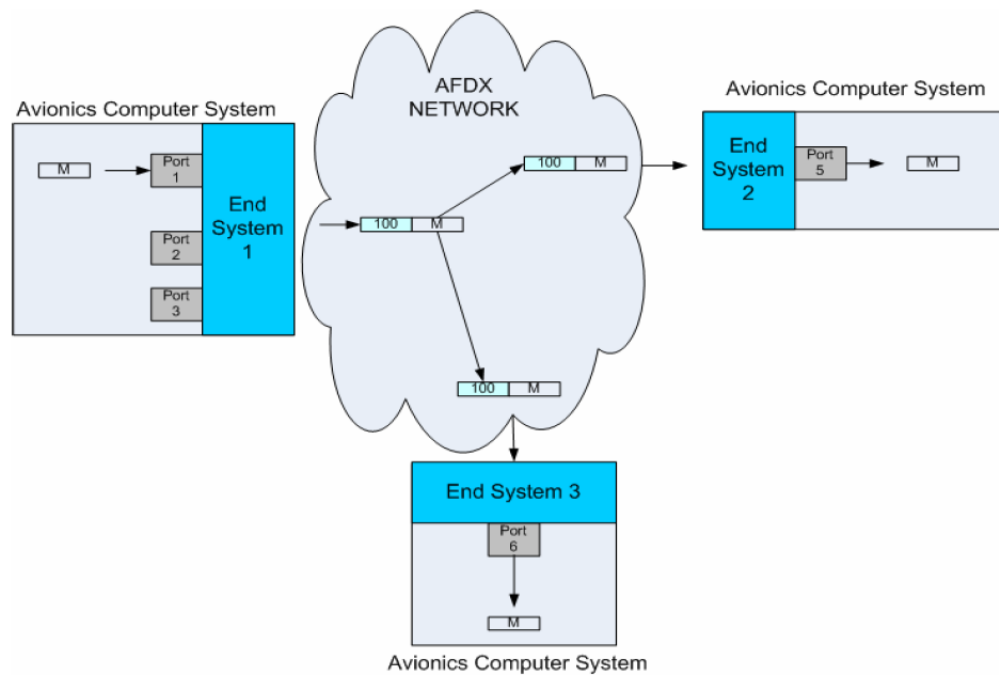 AFDX
NETWORK
Avionics Computer System
M
Port
1
End
System
1
Port
2
Port
3
100 M
100 M
100 M
Avionics Computer System
End
System
2
Port
5
M
End System 3
Port
6
M
Avionics Computer System